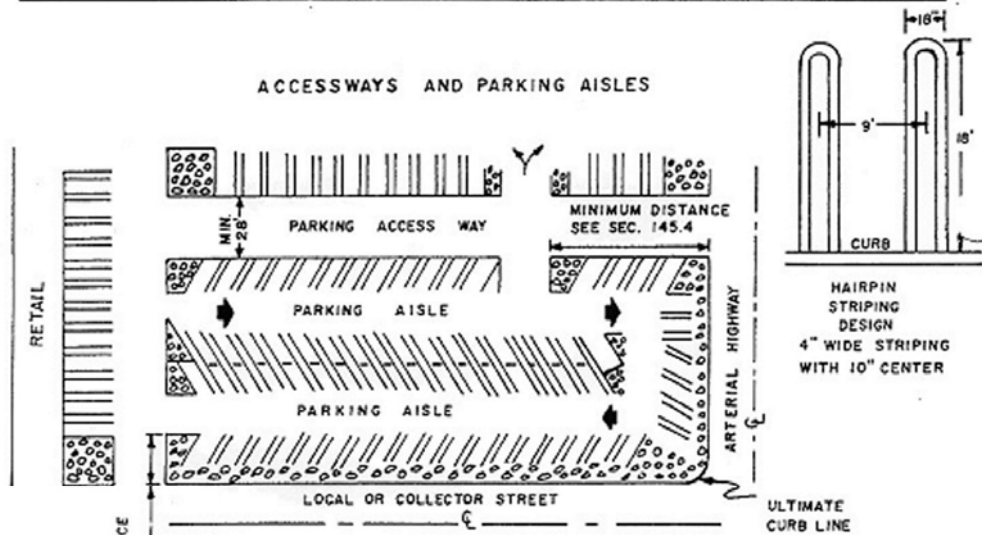 ACCESSWAYS AND PARKING AISLES
18"
9'
18'
CURB
HAIRPIN
STRIPING
DESIGN
4" WIDE STRIPING
WITH 10" CENTER
RETAIL
MIN.
28'
PARKING ACCESS WAY
MINIMUM DISTANCE
SEE SEC. 145.4
PARKING AISLE
PARKING AISLE
ARTERIAL HIGHWAY
℄
LOCAL OR COLLECTOR STREET
℄
ULTIMATE
CURB LINE
CE